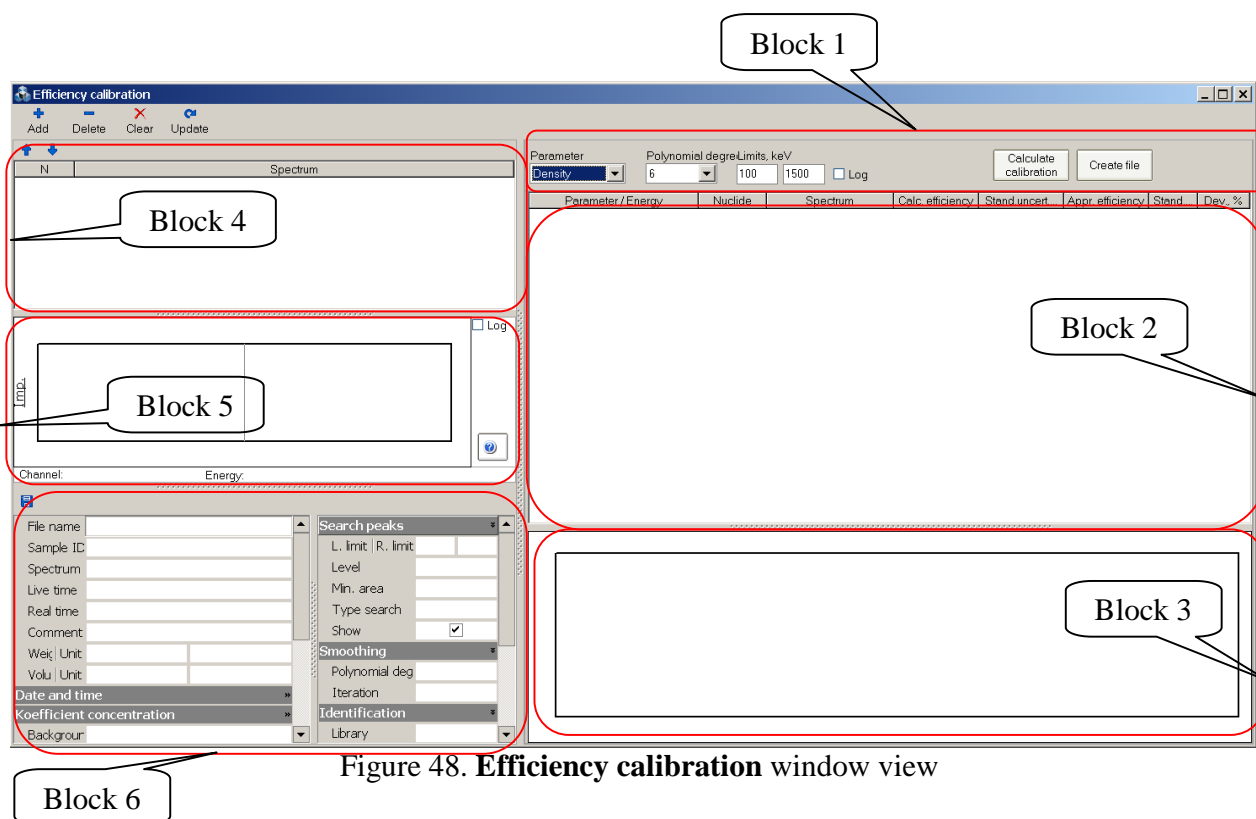 Block 1
Efficiency calibration
Add Delete Clear Update
N Spectrum
Block 4
Parameter Polynomial degree Limits, keV
Density 6 100 1500 Log
Calculate calibration
Create file
Parameter / Energy Nuclide Spectrum Calc. efficiency Stand.uncert... Appr. efficiency Stand.... Dev., %
Block 2
Log
Imp.
Block 5
Channel: Energy:
File name
Sample ID
Spectrum
Live time
Real time
Comment
Weig Unit
Volu Unit
Date and time
Koefficient concentration
Backgrour
Search peaks
L. limit R. limit
Level
Min. area
Type search
Show
Smoothing
Polynomial deg
Iteration
Identification
Library
Block 3
Figure 48. Efficiency calibration window view
Block 6